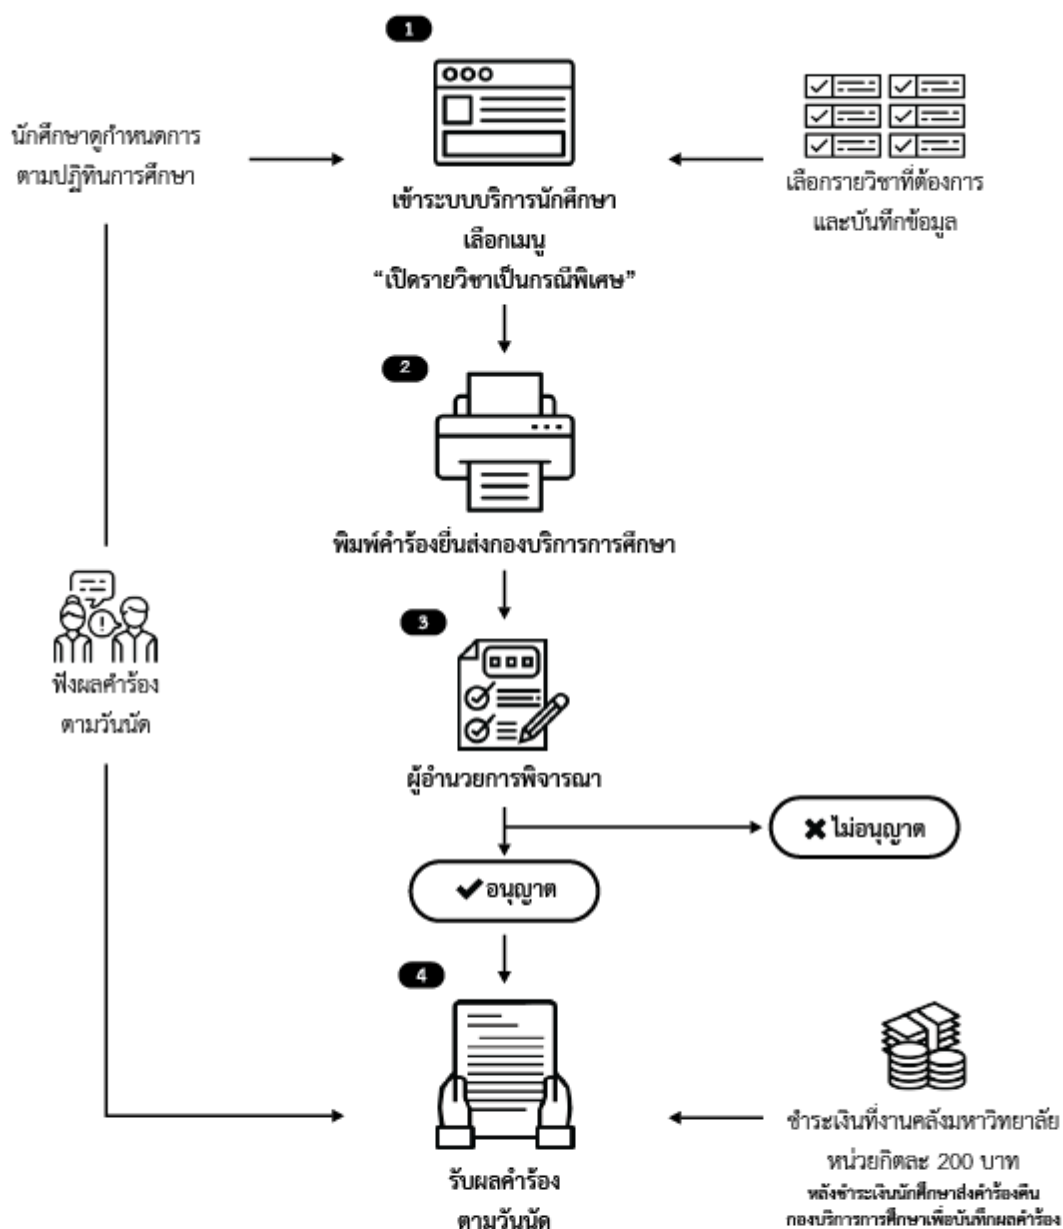 1
นักศึกษาดูกำหนดการ
ตามปฏิทินการศึกษา
เข้าระบบบริการนักศึกษา
เลือกเมนู
“เปิดรายวิชาเป็นกรณีพิเศษ”
เลือกรายวิชาที่ต้องการ
และบันทึกข้อมูล
2
พิมพ์คำร้องยื่นส่งกองบริการการศึกษา
ฟังผลคำร้อง
ตามวันนัด
3
ผู้อำนวยการพิจารณา
✖ ไม่อนุญาต
✔ อนุญาต
4
รับผลคำร้อง
ตามวันนัด
ชำระเงินที่งานคลังมหาวิทยาลัย
หน่วยกิตละ 200 บาท
หลังชำระเงินนักศึกษาส่งคำร้องคืน
กองบริการการศึกษาเพื่อบันทึกผลคำร้อง